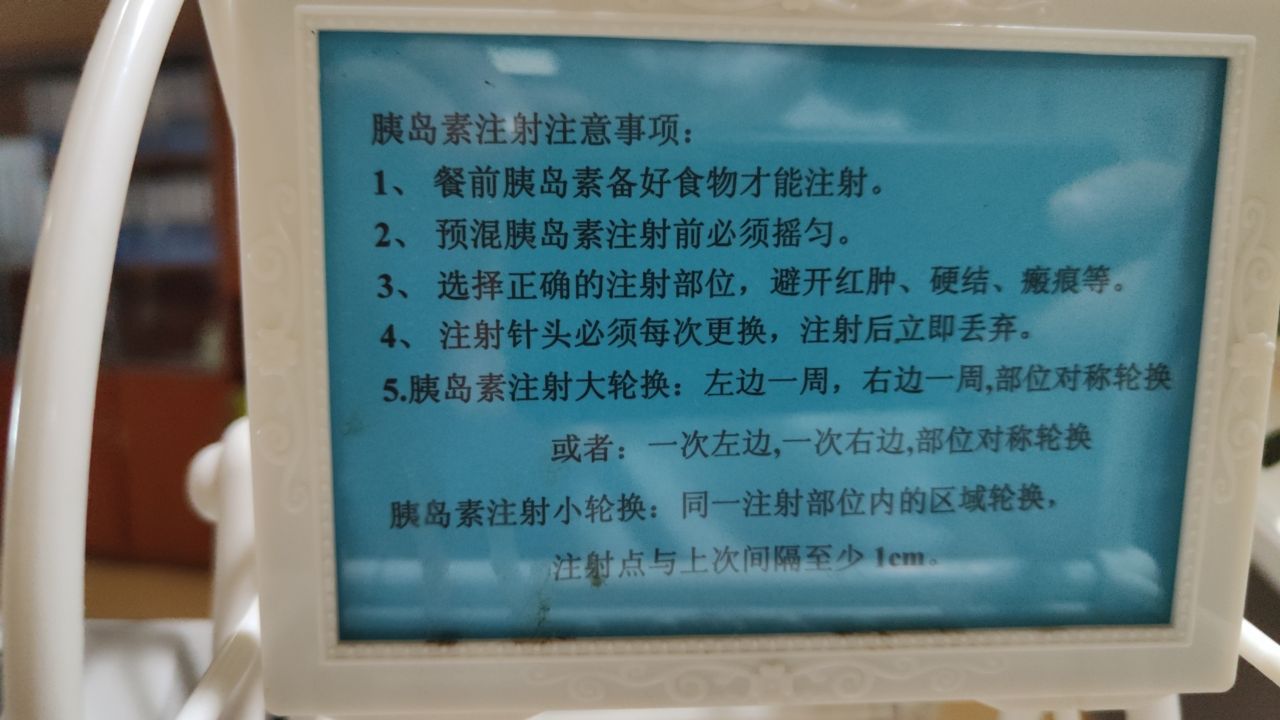 胰岛素注射注意事项：
1、 餐前胰岛素备好食物才能注射。
2、 预混胰岛素注射前必须摇匀。
3、 选择正确的注射部位，避开红肿、硬结、瘢痕等。
4、 注射针头必须每次更换，注射后立即丢弃。
5.胰岛素注射大轮换：左边一周，右边一周,部位对称轮换
或者：一次左边,一次右边,部位对称轮换
胰岛素注射小轮换：同一注射部位内的区域轮换，
注射点与上次间隔至少 1cm。